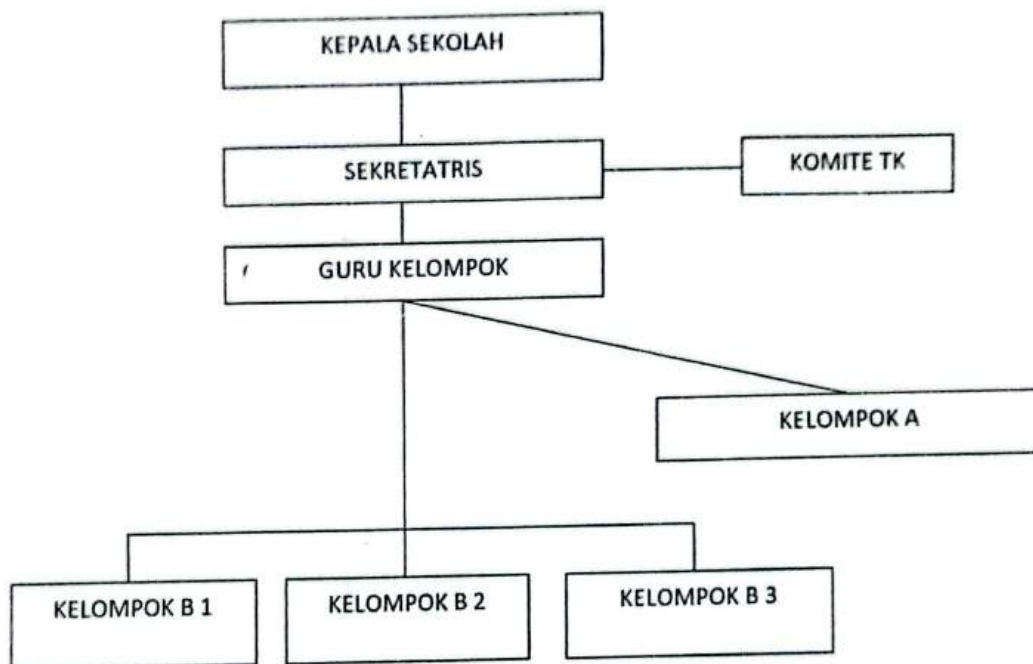 KEPALA SEKOLAH
SEKRETATRIS
KOMITE TK
GURU KELOMPOK
KELOMPOK A
KELOMPOK B 1
KELOMPOK B 2
KELOMPOK B 3